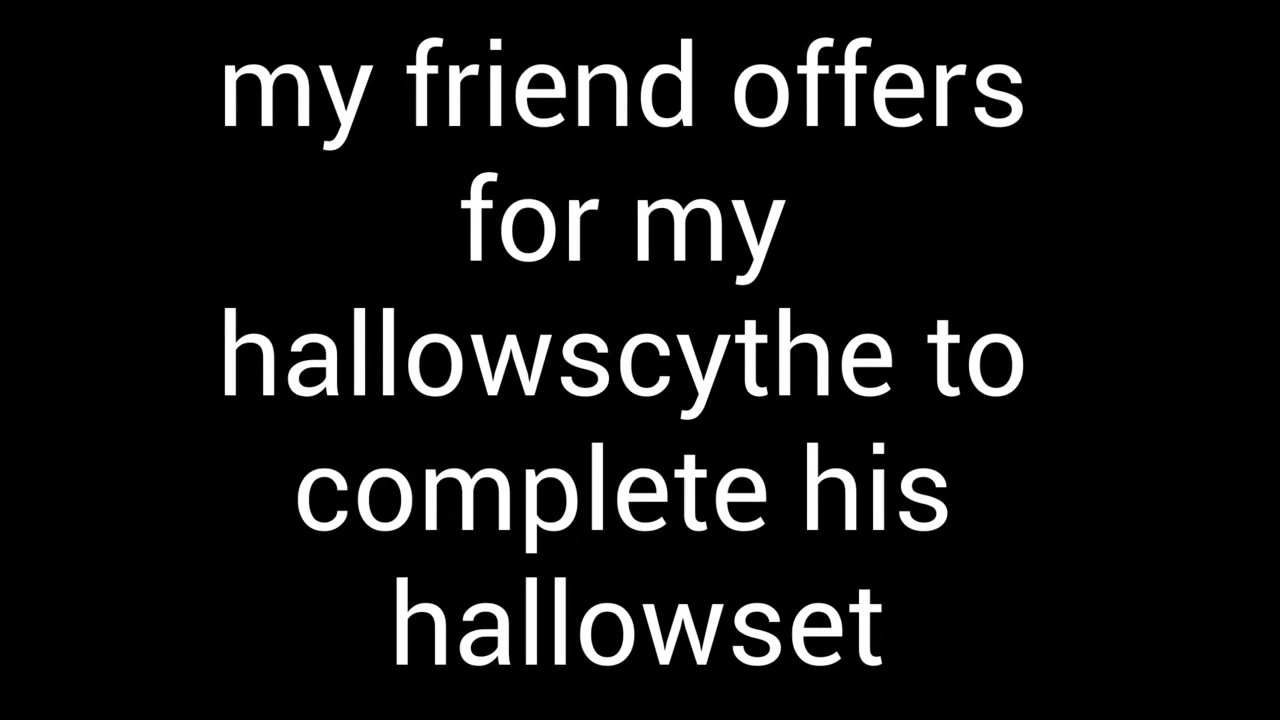 my friend offers
for my
hallowscythe to
complete his
hallowset